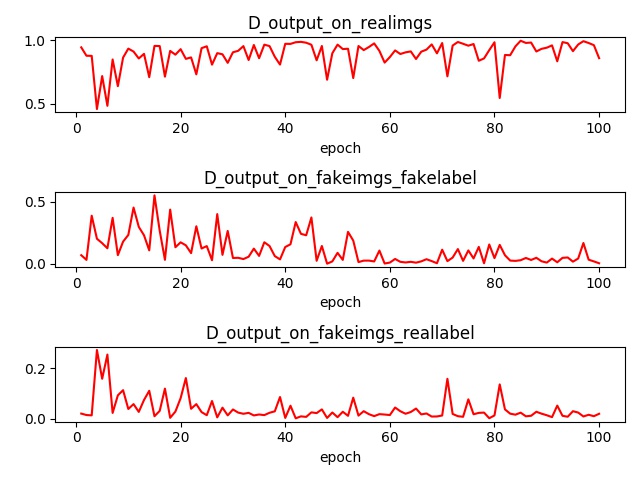 D_output_on_realimgs
1.0
0.5
0 20 40 60 80 100
epoch
D_output_on_fakeimgs_fakelabel
0.5
0.0
0 20 40 60 80 100
epoch
D_output_on_fakeimgs_reallabel
0.2
0.0
0 20 40 60 80 100
epoch